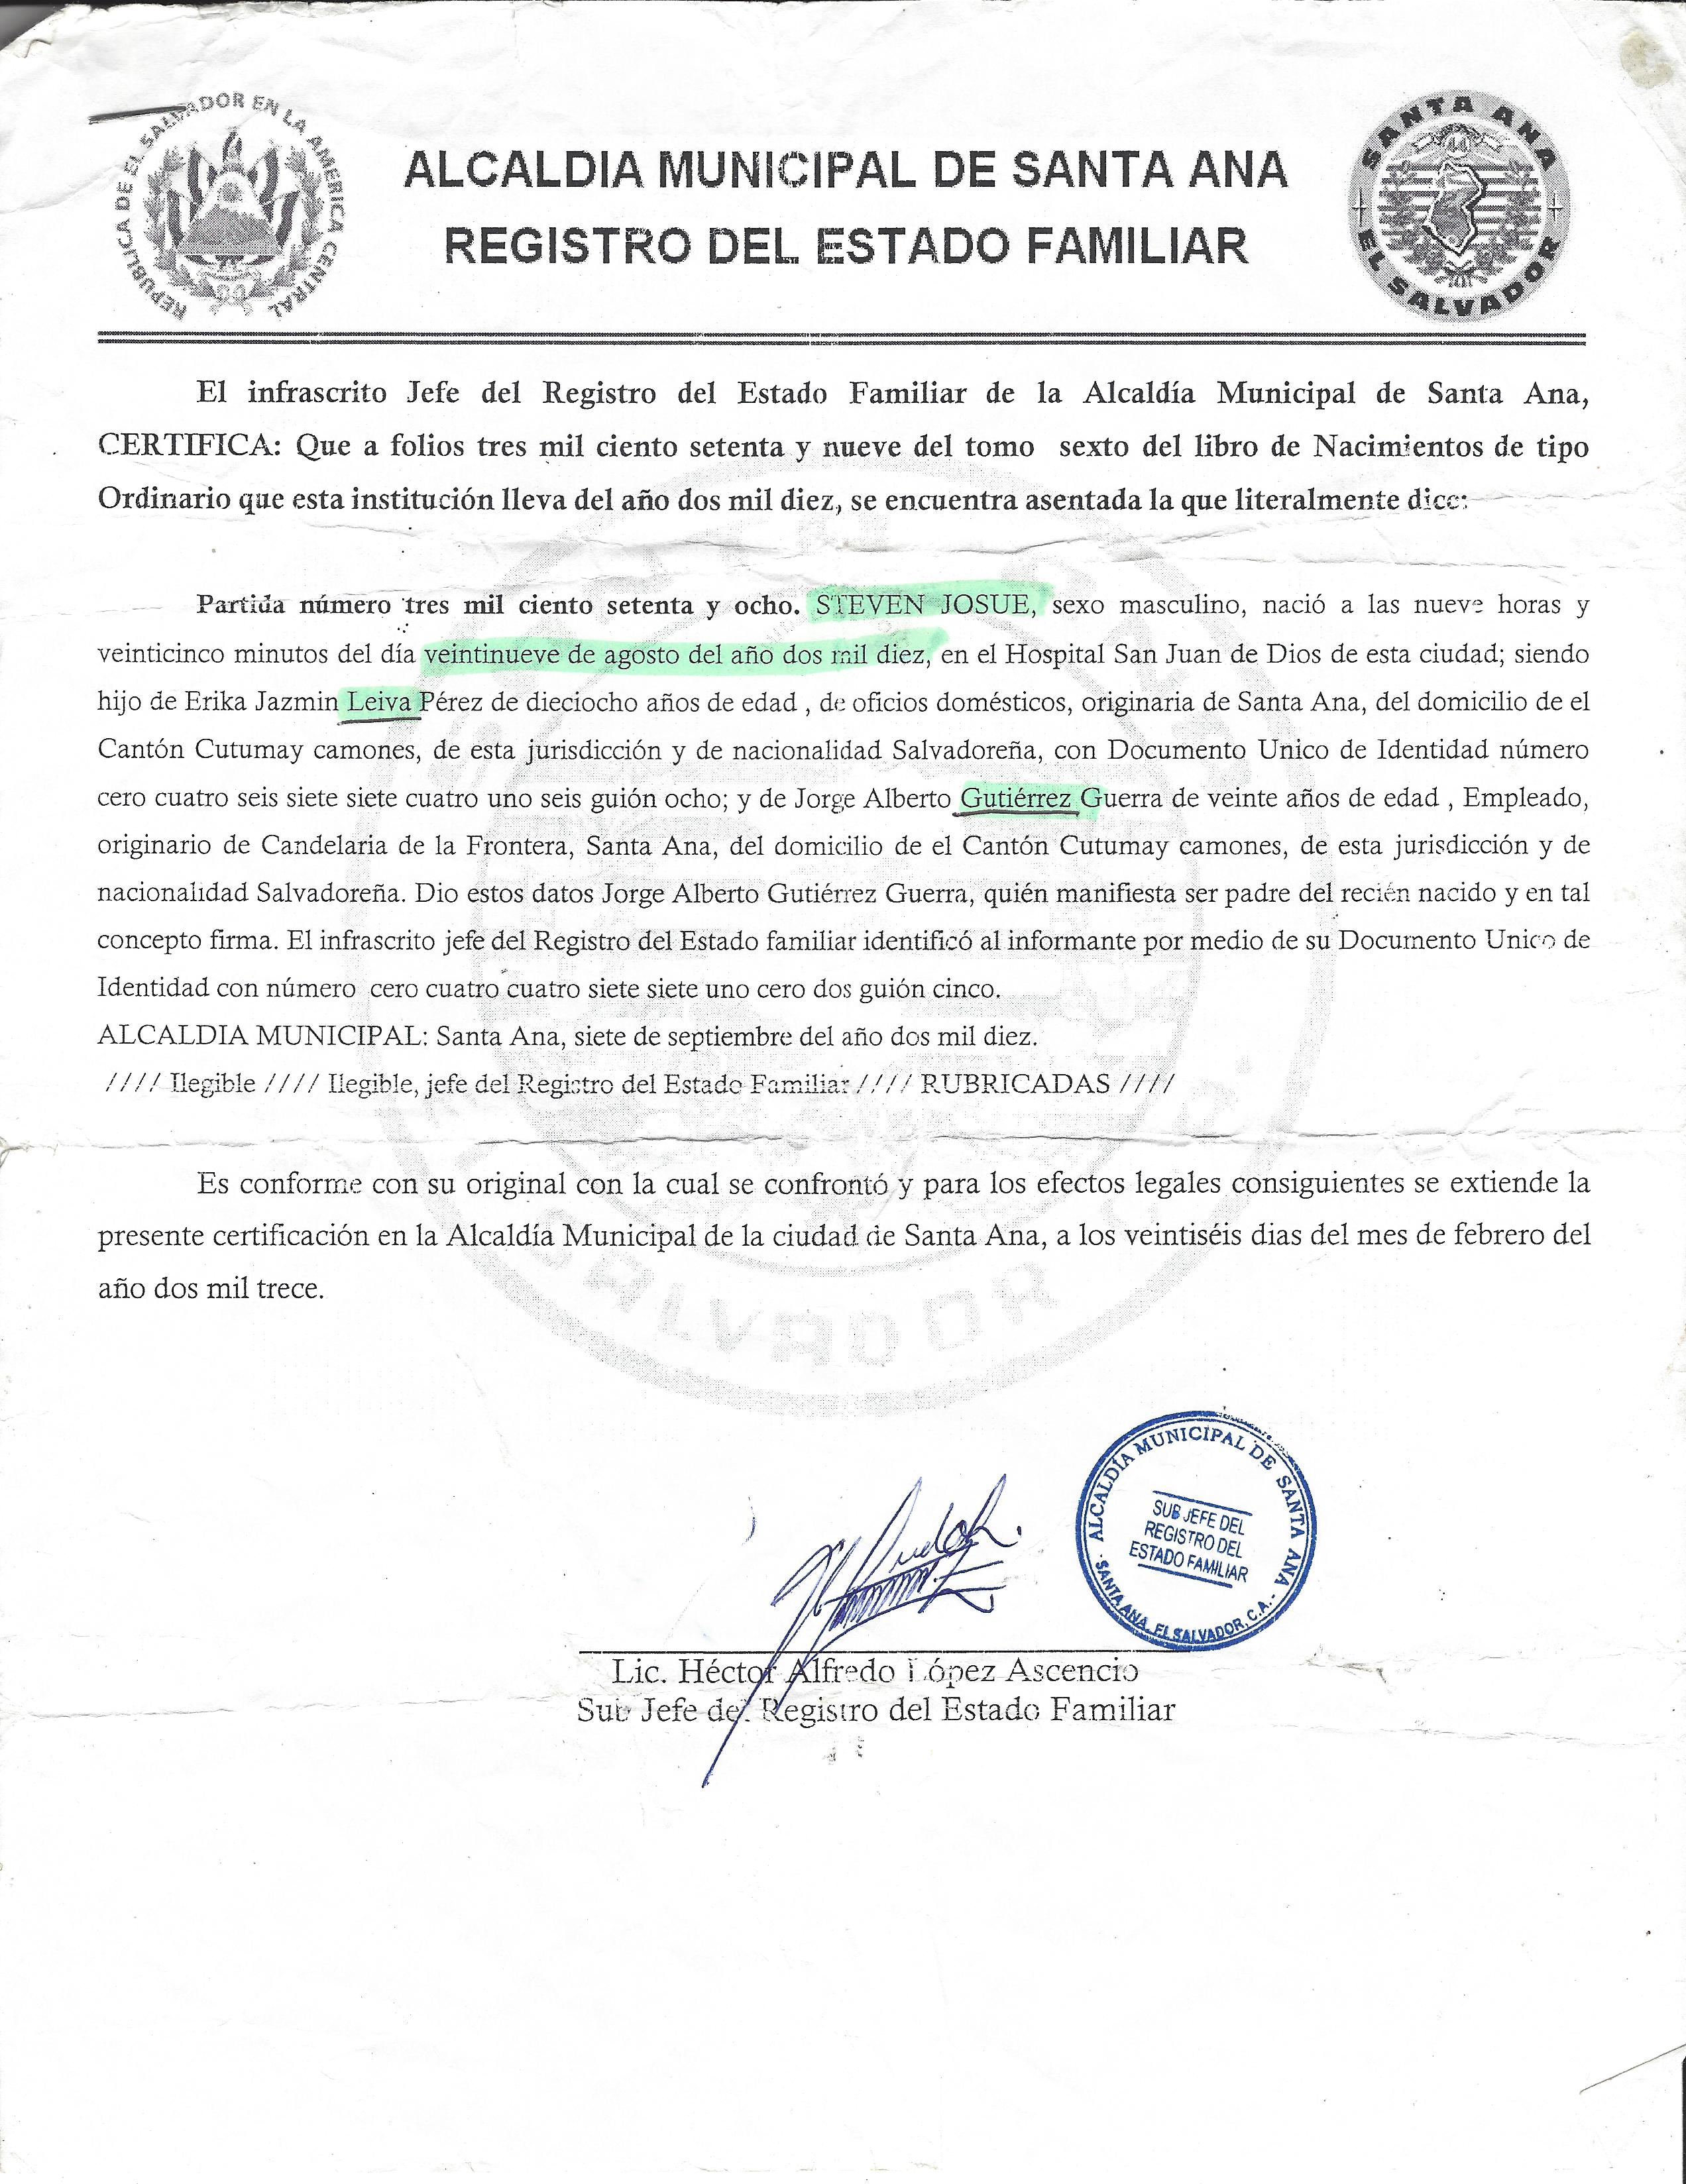 REPUBLICA DE EL SALVADOR EN LA AMERICA CENTRAL
ALCALDIA MUNICIPAL DE SANTA ANA
REGISTRO DEL ESTADO FAMILIAR
SANTA ANA
EL SALVADOR
El infrascrito Jefe del Registro del Estado Familiar de la Alcaldía Municipal de Santa Ana,
CERTIFICA: Que a folios tres mil ciento setenta y nueve del tomo sexto del libro de Nacimientos de tipo
Ordinario que esta institución lleva del año dos mil diez, se encuentra asentada la que literalmente dice:
Partida número tres mil ciento setenta y ocho. STEVEN JOSUE, sexo masculino, nació a las nueve horas y
veinticinco minutos del día veintinueve de agosto del año dos mil diez, en el Hospital San Juan de Dios de esta ciudad; siendo
hijo de Erika Jazmin Leiva Pérez de dieciocho años de edad , de oficios domésticos, originaria de Santa Ana, del domicilio de el
Cantón Cutumay camones, de esta jurisdicción y de nacionalidad Salvadoreña, con Documento Unico de Identidad número
cero cuatro seis siete siete cuatro uno seis guión ocho; y de Jorge Alberto Gutiérrez Guerra de veinte años de edad , Empleado,
originario de Candelaria de la Frontera, Santa Ana, del domicilio de el Cantón Cutumay camones, de esta jurisdicción y de
nacionalidad Salvadoreña. Dio estos datos Jorge Alberto Gutiérrez Guerra, quién manifiesta ser padre del recién nacido y en tal
concepto firma. El infrascrito jefe del Registro del Estado familiar identificó al informante por medio de su Documento Unico de
Identidad con número cero cuatro cuatro siete siete uno cero dos guión cinco.
ALCALDIA MUNICIPAL: Santa Ana, siete de septiembre del año dos mil diez.
//// Ilegible //// Ilegible, jefe del Registro del Estado Familiar //// RUBRICADAS ////
Es conforme con su original con la cual se confrontó y para los efectos legales consiguientes se extiende la
presente certificación en la Alcaldía Municipal de la ciudad de Santa Ana, a los veintiséis dias del mes de febrero del
año dos mil trece.
SALVADOR
ALCALDÍA MUNICIPAL DE SANTA ANA
SUB JEFE DEL
REGISTRO DEL
ESTADO FAMILIAR
SANTA ANA, EL SALVADOR, C.A.
Lic. Héctor Alfredo López Ascencio
Sub Jefe del Registro del Estado Familiar